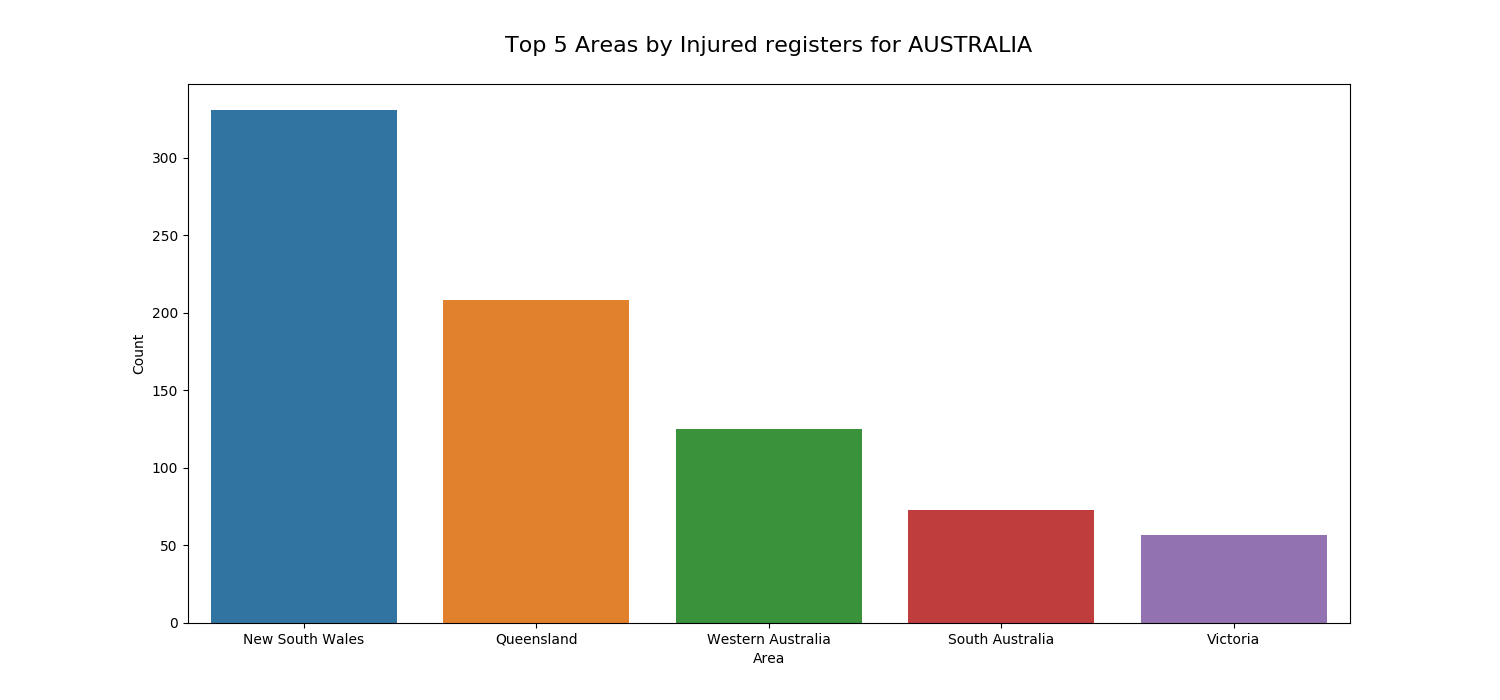 Top 5 Areas by Injured registers for AUSTRALIA
300
250
200
150
100
50
0
Count
New South Wales
Queensland
Western Australia
South Australia
Victoria
Area